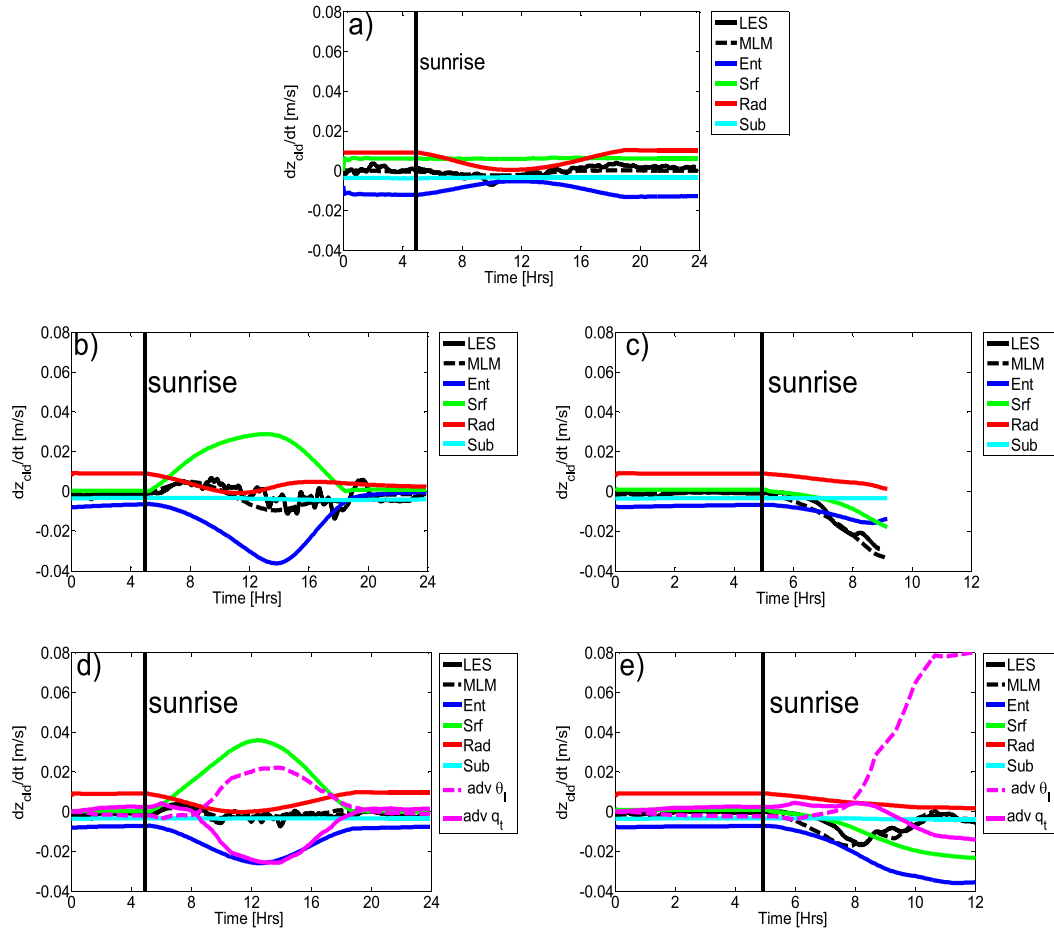 a)
sunrise
LES
MLM
Ent
Srf
Rad
Sub
dz_cld/dt [m/s]
0.08
0.06
0.04
0.02
0
-0.02
-0.04
0 4 8 12 16 20 24
Time [Hrs]
b)
sunrise
LES
MLM
Ent
Srf
Rad
Sub
dz_cld/dt [m/s]
0.08
0.06
0.04
0.02
0
-0.02
-0.04
0 4 8 12 16 20 24
Time [Hrs]
c)
sunrise
LES
MLM
Ent
Srf
Rad
Sub
dz_cld/dt [m/s]
0.08
0.06
0.04
0.02
0
-0.02
-0.04
0 2 4 6 8 10 12
Time [Hrs]
d)
sunrise
LES
MLM
Ent
Srf
Rad
Sub
adv θ_l
adv q_t
dz_cld/dt [m/s]
0.08
0.06
0.04
0.02
0
-0.02
-0.04
0 4 8 12 16 20 24
Time [Hrs]
e)
sunrise
LES
MLM
Ent
Srf
Rad
Sub
adv θ_l
adv q_t
dz_cld/dt [m/s]
0.08
0.06
0.04
0.02
0
-0.02
-0.04
0 2 4 6 8 10 12
Time [Hrs]